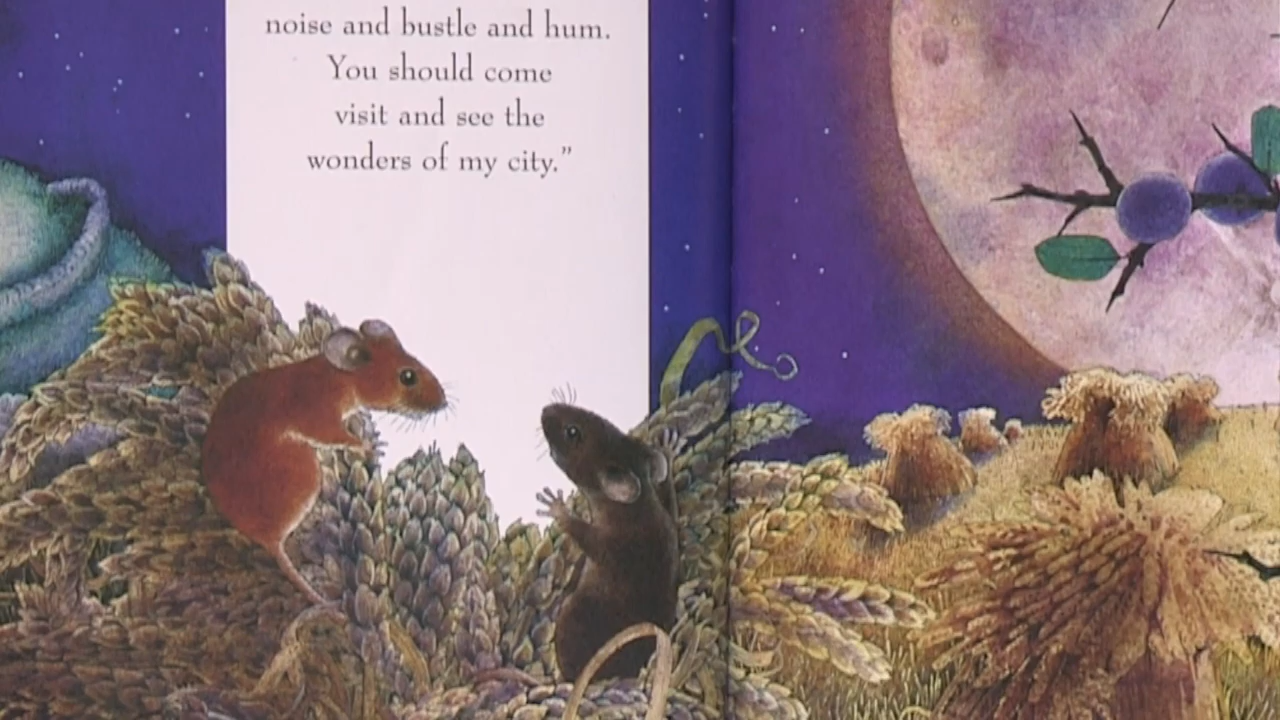 noise and bustle and hum.
You should come
visit and see the
wonders of my city.”